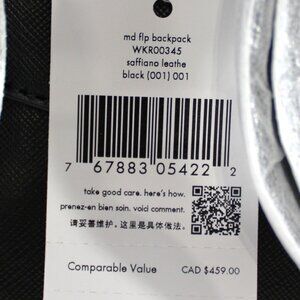 md flp backpack
WKR00345
saffiano leathe
black (001) 001
7 67883 05422 2
take good care. here's how.
prenez-en bien soin. void comment.
请妥善维护。这里是具体做法。
Comparable Value CAD $459.00